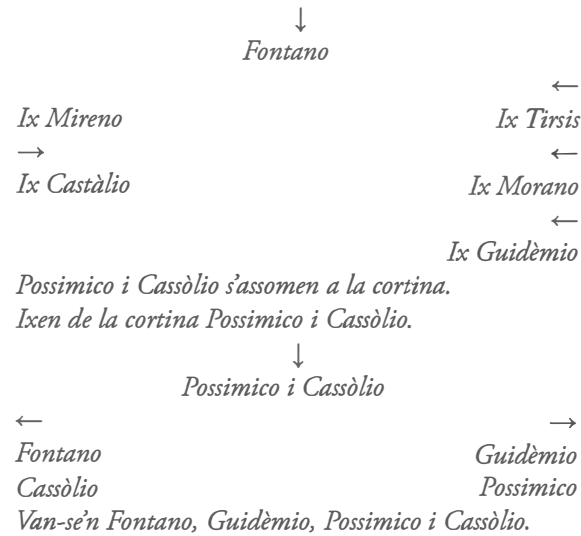 ↓
Fontano
←
Ix Mireno Ix Tirsis
→ ←
Ix Castàlio Ix Morano
←
Ix Guidèmio
Possimico i Cassòlio s'assomen a la cortina.
Ixen de la cortina Possimico i Cassòlio.
↓
Possimico i Cassòlio
← →
Fontano Guidèmio
Cassòlio Possimico
Van-se'n Fontano, Guidèmio, Possimico i Cassòlio.